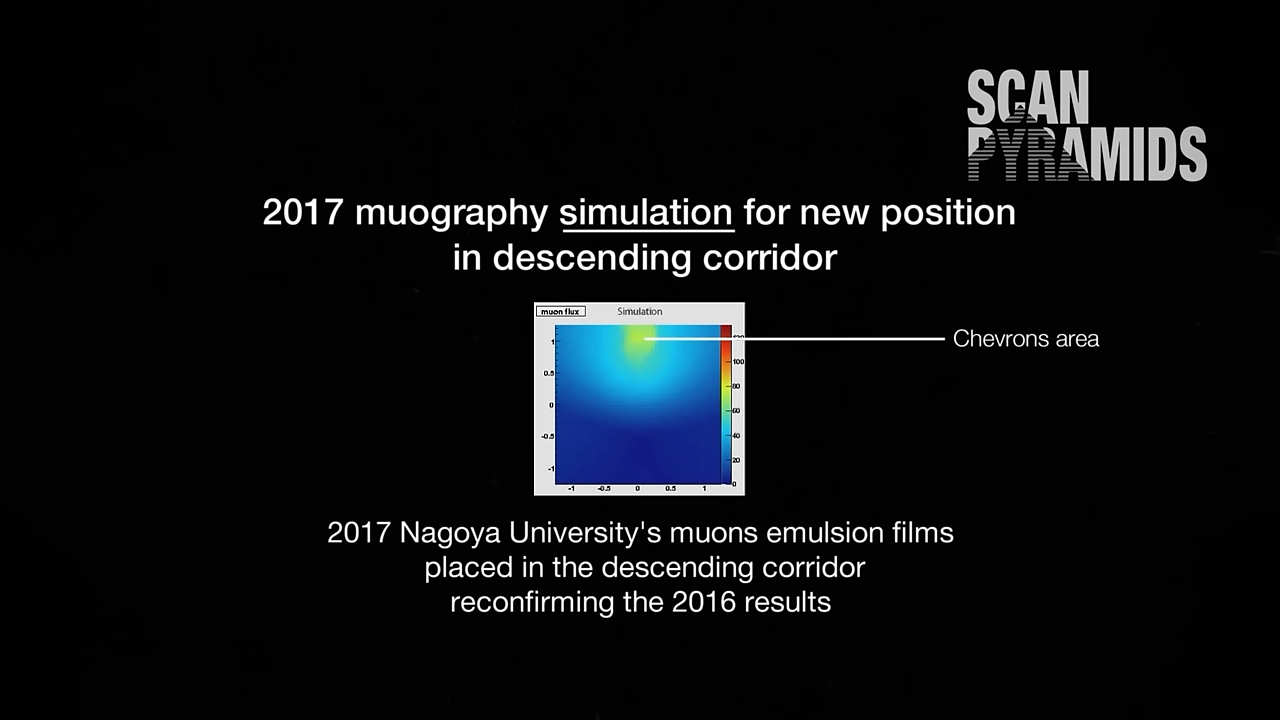 SCAN
PYRAMIDS
2017 muography simulation for new position
in descending corridor
muon flux
Simulation
Chevrons area
1
0.5
0
-0.5
-1
-1
-0.5
0
0.5
1
100
80
60
40
20
0
2017 Nagoya University's muons emulsion films
placed in the descending corridor
reconfirming the 2016 results